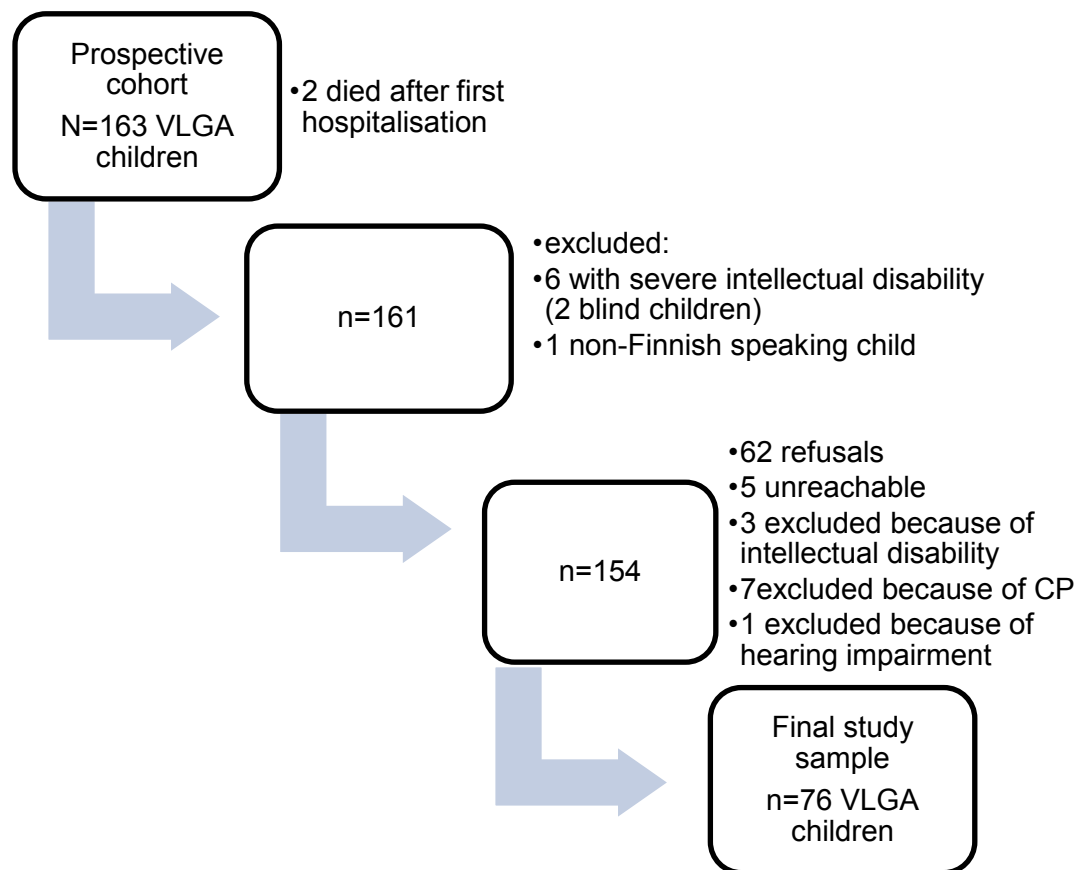 Prospective
cohort
N=163 VLGA
children
•2 died after first
hospitalisation
n=161
•excluded:
•6 with severe intellectual disability
(2 blind children)
•1 non-Finnish speaking child
n=154
•62 refusals
•5 unreachable
•3 excluded because of
intellectual disability
•7excluded because of CP
•1 excluded because of
hearing impairment
Final study
sample
n=76 VLGA
children